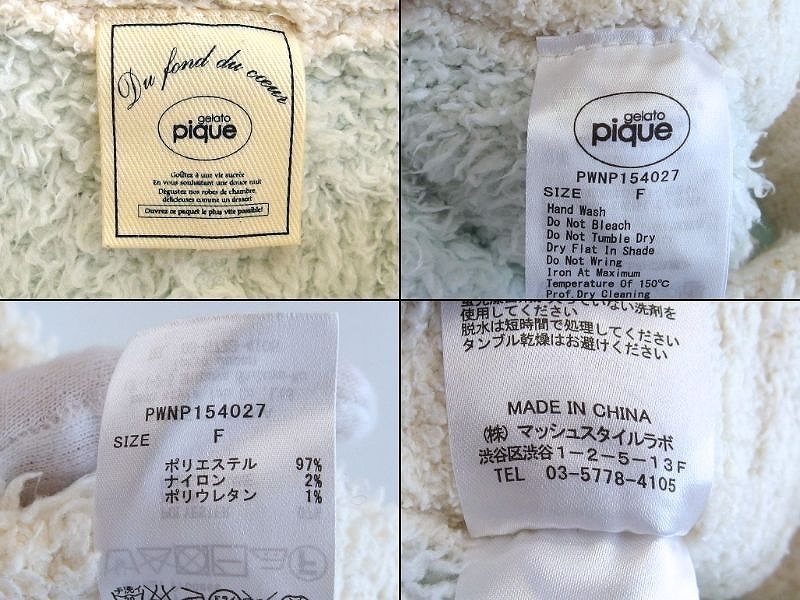 Du fond du cœur
gelato
pique
Goûtez à une vie sucrée
En vous souhaitant une douce nuit
Dégustez nos robes de chambre
délicieuses comme un dessert
Ouvrez ce paquet le plus vite possible!
gelato
pique
PWNP154027
SIZE F
Hand Wash
Do Not Bleach
Do Not Tumble Dry
Dry Flat In Shade
Do Not Wring
Iron At Maximum
Temperature Of 150℃
Prof.Dry Cleaning
PWNP154027
SIZE F
ポリエステル 97%
ナイロン 2%
ポリウレタン 1%
使用してください
脱水は短時間で処理してください
タンブル乾燥はお避けください
MADE IN CHINA
(株)マッシュスタイルラボ
渋谷区渋谷1-2-5-13F
TEL 03-5778-4105